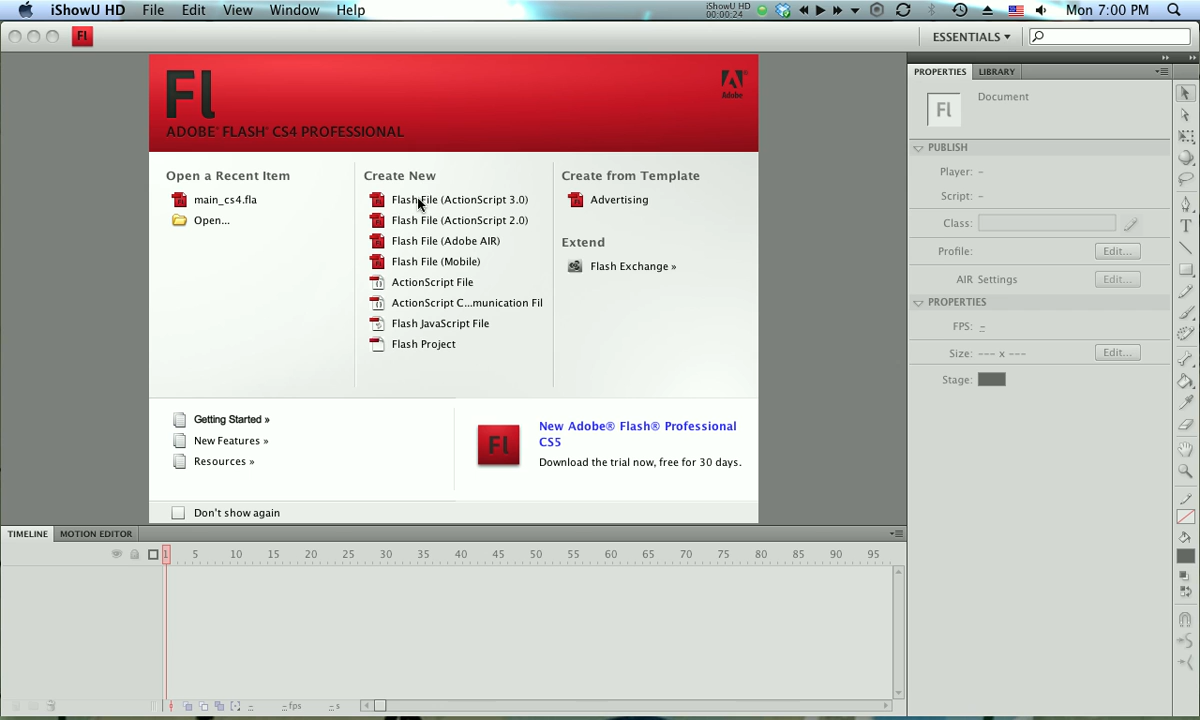 iShowU HD File Edit View Window Help iShowU HD 00:00:24 Mon 7:00 PM
Fl ESSENTIALS
Fl
ADOBE® FLASH® CS4 PROFESSIONAL
Adobe
Open a Recent Item
main_cs4.fla
Open...
Create New
Flash File (ActionScript 3.0)
Flash File (ActionScript 2.0)
Flash File (Adobe AIR)
Flash File (Mobile)
ActionScript File
ActionScript C...munication Fil
Flash JavaScript File
Flash Project
Create from Template
Advertising
Extend
Flash Exchange »
Getting Started »
New Features »
Resources »
Fl
New Adobe® Flash® Professional
CS5
Download the trial now, free for 30 days.
Don't show again
PROPERTIES LIBRARY
Fl Document
PUBLISH
Player: –
Script: –
Class:
Profile: Edit...
AIR Settings Edit...
PROPERTIES
FPS: –
Size: --- x --- Edit...
Stage:
TIMELINE MOTION EDITOR
1 5 10 15 20 25 30 35 40 45 50 55 60 65 70 75 80 85 90 95
-- --fps --s